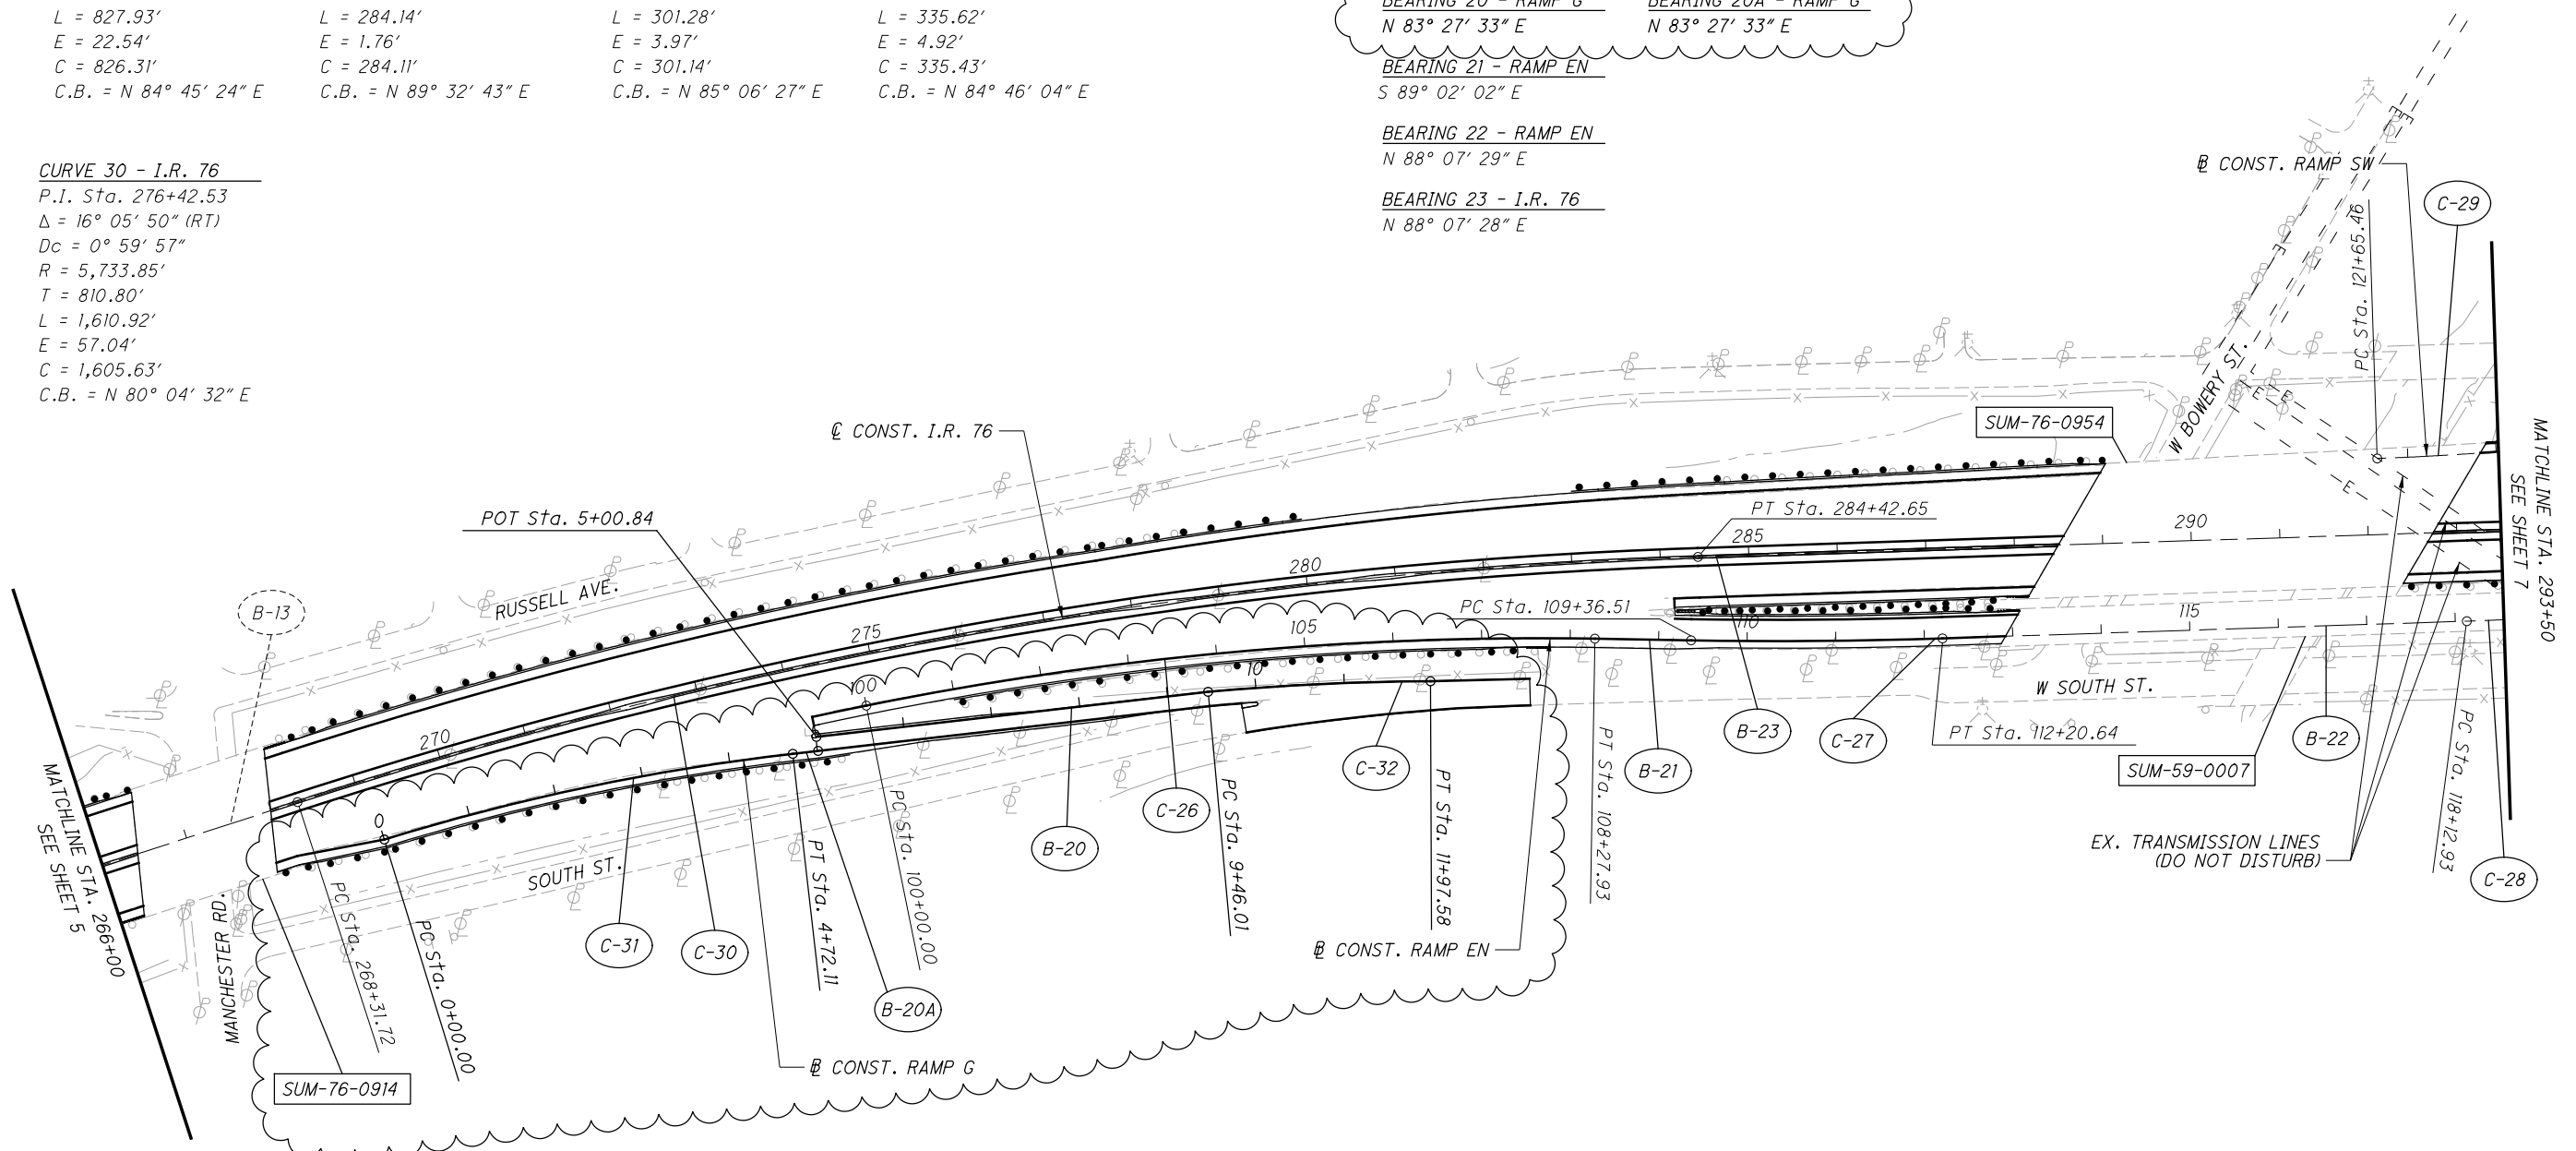 L = 827.93'
E = 22.54'
C = 826.31'
C.B. = N 84° 45' 24" E
L = 284.14'
E = 1.76'
C = 284.11'
C.B. = N 89° 32' 43" E
L = 301.28'
E = 3.97'
C = 301.14'
C.B. = N 85° 06' 27" E
L = 335.62'
E = 4.92'
C = 335.43'
C.B. = N 84° 46' 04" E
BEARING 20 - RAMP G
N 83° 27' 33" E
BEARING 20A - RAMP G
N 83° 27' 33" E
BEARING 21 - RAMP EN
S 89° 02' 02" E
BEARING 22 - RAMP EN
N 88° 07' 29" E
BEARING 23 - I.R. 76
N 88° 07' 28" E
CURVE 30 - I.R. 76
P.I. Sta. 276+42.53
Δ = 16° 05' 50" (RT)
Dc = 0° 59' 57"
R = 5,733.85'
T = 810.80'
L = 1,610.92'
E = 57.04'
C = 1,605.63'
C.B. = N 80° 04' 32" E
℄ CONST. RAMP SW
C-29
PC Sta. 121+65.46
W BOWERY ST.
SUM-76-0954
℄ CONST. I.R. 76
POT Sta. 5+00.84
PT Sta. 284+42.65
MATCHLINE STA. 293+50
SEE SHEET 7
RUSSELL AVE.
B-13
270
275
280
285
290
PC Sta. 109+36.51
100
105
110
115
0
10
W SOUTH ST.
SOUTH ST.
MANCHESTER RD.
MATCHLINE STA. 266+00
SEE SHEET 5
PC Sta. 268+31.72
PC Sta. 0+00.00
C-31
C-30
PT Sta. 4+72.11
B-20A
PC Sta. 100+00.00
B-20
C-26
PC Sta. 9+46.01
C-32
PT Sta. 11+97.58
PT Sta. 108+27.93
B-21
B-23
C-27
PT Sta. 112+20.64
SUM-59-0007
B-22
PC Sta. 118+12.93
C-28
EX. TRANSMISSION LINES
(DO NOT DISTURB)
℄ CONST. RAMP EN
℄ CONST. RAMP G
SUM-76-0914
E
E
E
E
E
E
E
E